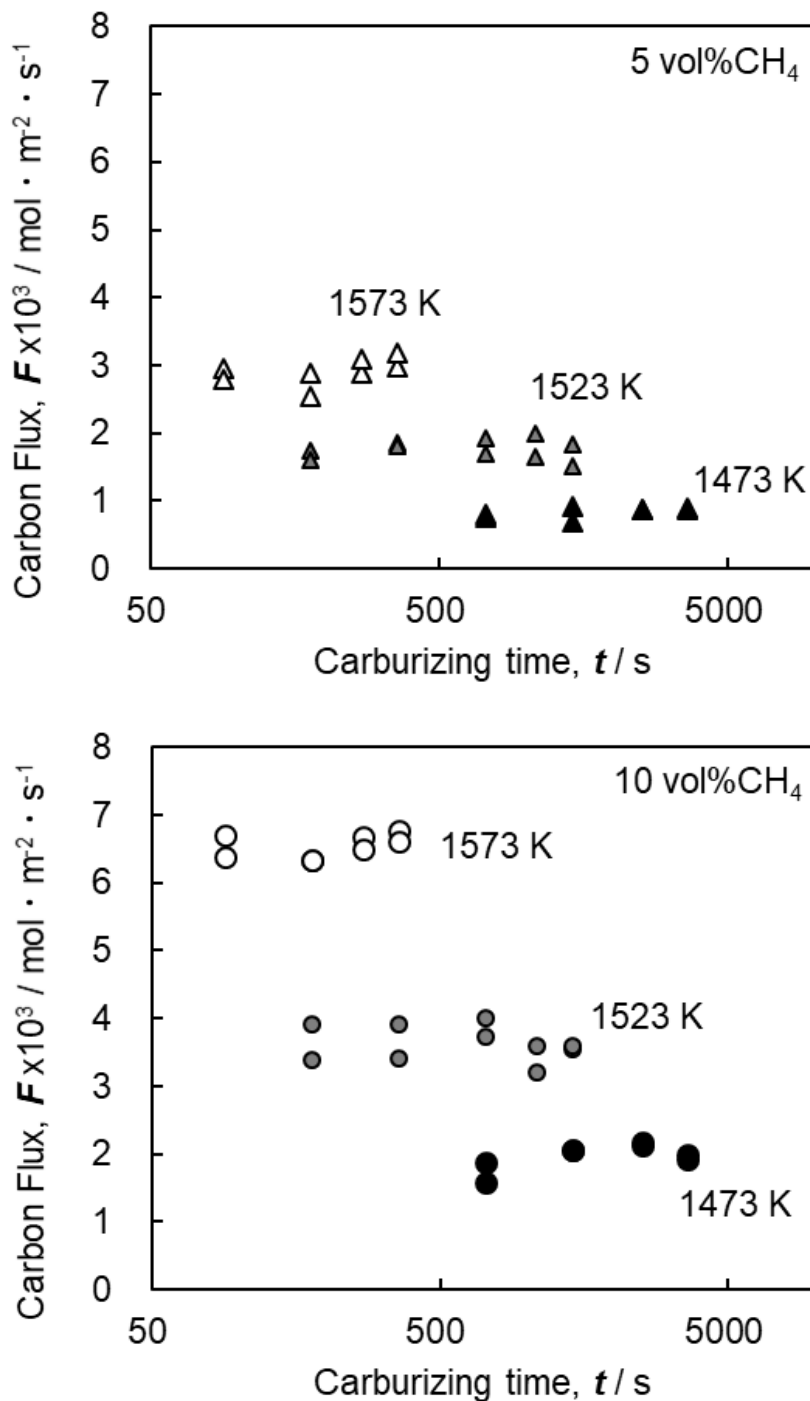 5 vol%CH₄
Carbon Flux, F x10³ / mol・m⁻²・s⁻¹
8
7
6
5
4
3
2
1
0
1573 K
1523 K
1473 K
50
500
5000
Carburizing time, t / s
10 vol%CH₄
Carbon Flux, F x10³ / mol・m⁻²・s⁻¹
8
7
6
5
4
3
2
1
0
1573 K
1523 K
1473 K
50
500
5000
Carburizing time, t / s